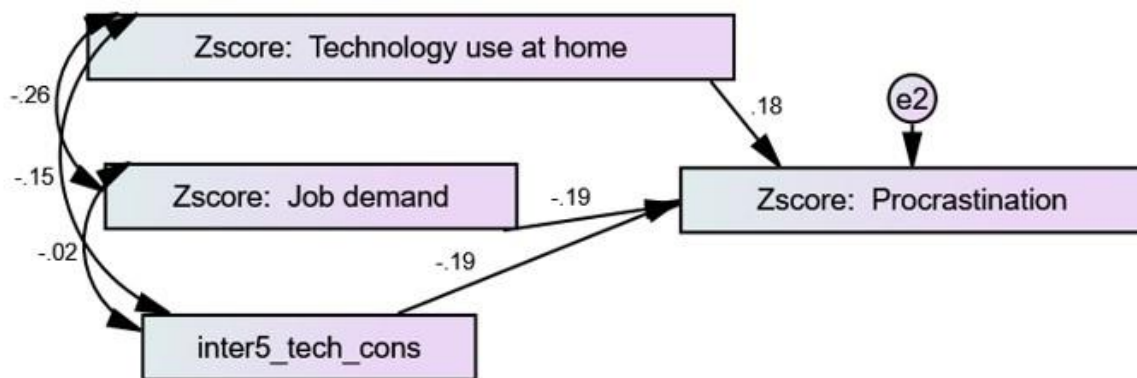 Zscore: Technology use at home
-.26
.18
e2
-.15
Zscore: Job demand
-.19
Zscore: Procrastination
-.02
-.19
inter5_tech_cons